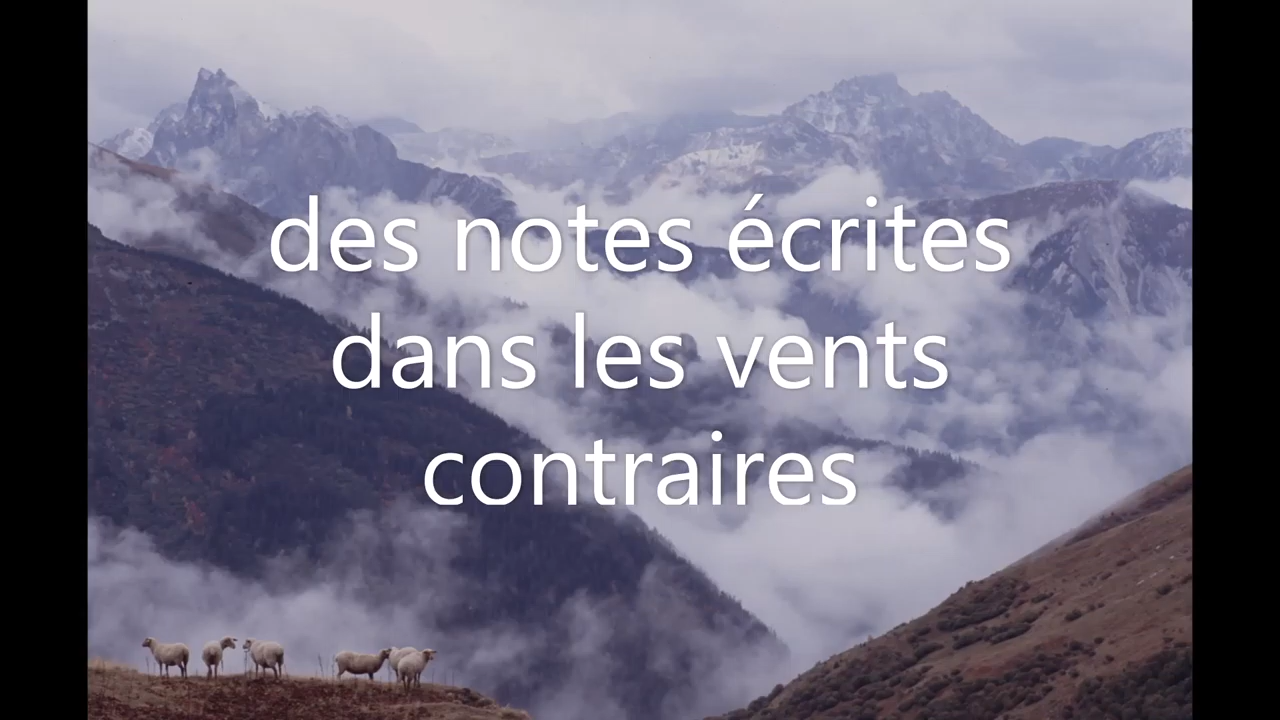 des notes écrites
dans les vents
contraires